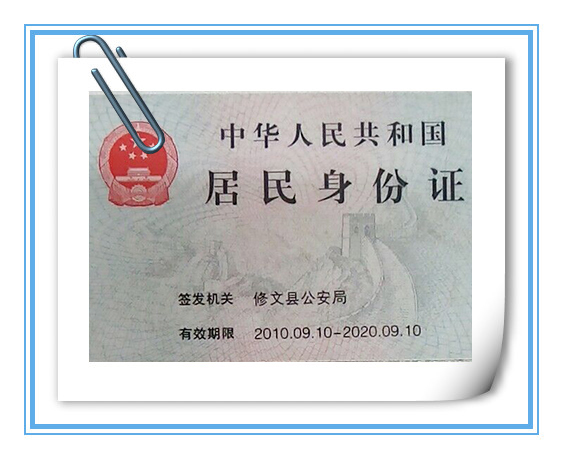 中华人民共和国
居民身份证
签发机关 修文县公安局
有效期限 2010.09.10-2020.09.10